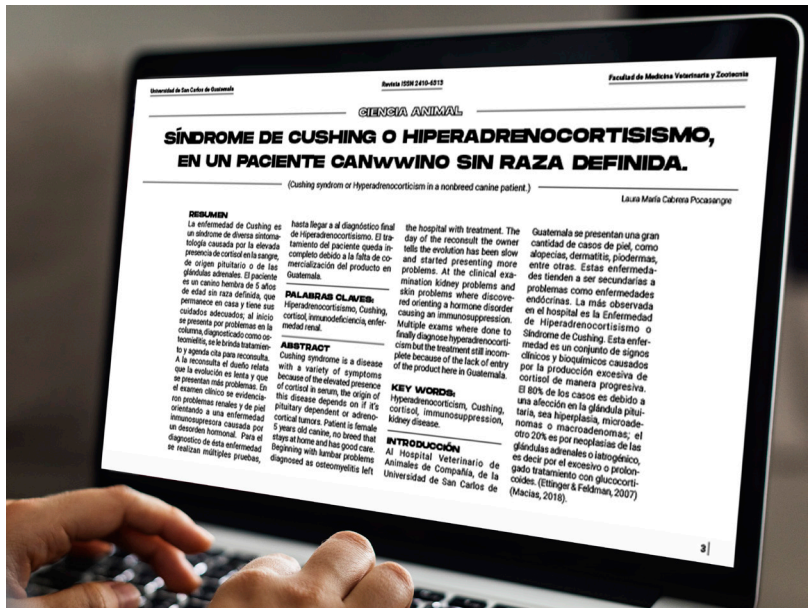 Universidad de San Carlos de Guatemala
Revista ISSN 2410-6313
Facultad de Medicina Veterinaria y Zootecnia
CIENCIA ANIMAL
SÍNDROME DE CUSHING O HIPERADRENOCORTISISMO,
EN UN PACIENTE CANwwINO SIN RAZA DEFINIDA.
(Cushing syndrom or Hyperadrenocorticism in a nonbreed canine patient.)
Laura María Cabrera Pocasangre
RESUMEN
La enfermedad de Cushing es
un síndrome de diversa sintoma-
tología causada por la elevada
presencia de cortisol en la sangre,
de origen pituitario o de las
glándulas adrenales. El paciente
es un canino hembra de 5 años
de edad sin raza definida, que
permanece en casa y tiene sus
cuidados adecuados; al inicio
se presenta por problemas en la
columna, diagnosticado como os-
teomielitis, se le brinda tratamien-
to y agenda cita para reconsulta.
A la reconsulta el dueño relata
que la evolución es lenta y que
se presentan más problemas. En
el examen clínico se evidencia-
ron problemas renales y de piel
orientando a una enfermedad
inmunosupresora causada por
un desorden hormonal. Para el
diagnostico de ésta enfermedad
se realizan múltiples pruebas,
hasta llegar a al diagnóstico final
de Hiperadrenocortisismo. El tra-
tamiento del paciente queda in-
completo debido a la falta de co-
mercialización del producto en
Guatemala.
PALABRAS CLAVES:
Hiperadrenocortisismo, Cushing,
cortisol, inmunodeficiencia, enfer-
medad renal.
ABSTRACT
Cushing syndrome is a disease
with a variety of symptoms
because of the elevated presence
of cortisol in serum, the origin of
this disease depends on if it's
pituitary dependent or adreno-
cortical tumors. Patient is female
5 years old canine, no breed that
stays at home and has good care.
Beginning with lumbar problems
diagnosed as osteomyelitis left
the hospital with treatment. The
day of the reconsult the owner
tells the evolution has been slow
and started presenting more
problems. At the clinical exa-
mination kidney problems and
skin problems where discove-
red orienting a hormone disorder
causing an immunosuppression.
Multiple exams where done to
finally diagnose hyperadrenocorti-
cism but the treatment still incom-
plete because of the lack of entry
of the product here in Guatemala.
KEY WORDS:
Hyperadrenocorticism, Cushing,
cortisol, immunosuppression,
kidney disease.
INTRODUCCIÓN
Al Hospital Veterinario de
Animales de Compañía, de la
Universidad de San Carlos de
Guatemala se presentan una gran
cantidad de casos de piel, como
alopecias, dermatitis, piodermas,
entre otras. Estas enfermeda-
des tienden a ser secundarias a
problemas como enfermedades
endócrinas. La más observada
en el hospital es la Enfermedad
de Hiperadrenocortisismo o
Síndrome de Cushing. Esta enfer-
medad es un conjunto de signos
clínicos y bioquímicos causados
por la producción excesiva de
cortisol de manera progresiva.
El 80% de los casos es debido a
una afección en la glándula pitui-
taria, sea hiperplasia, microade-
nomas o macroadenomas; el
otro 20% es por neoplasias de las
glándulas adrenales o iatrogénico,
es decir por el excesivo o prolon-
gado tratamiento con glucocorti-
coides. (Ettinger & Feldman, 2007)
(Macías, 2018).
3